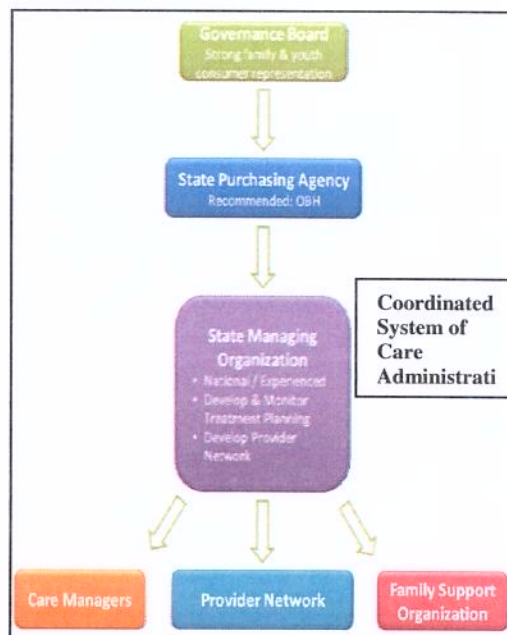 Governance Board
Strong family & youth
consumer representation
State Purchasing Agency
Recommended: OBH
Coordinated
System of
Care
Administrati
State Managing
Organization
• National / Experienced
• Develop & Monitor
Treatment Planning
• Develop Provider
Network
Care Managers
Provider Network
Family Support
Organization